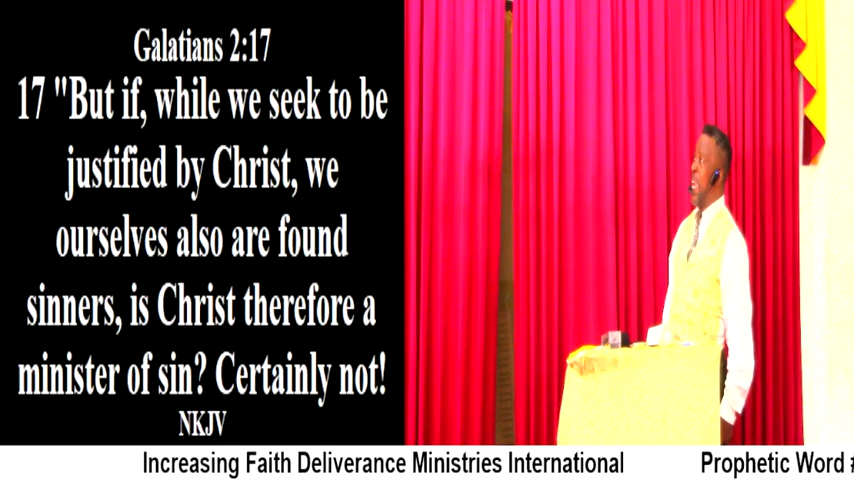 Galatians 2:17
17 "But if, while we seek to be
justified by Christ, we
ourselves also are found
sinners, is Christ therefore a
minister of sin? Certainly not!
NKJV
Increasing Faith Deliverance Ministries International Prophetic Word #